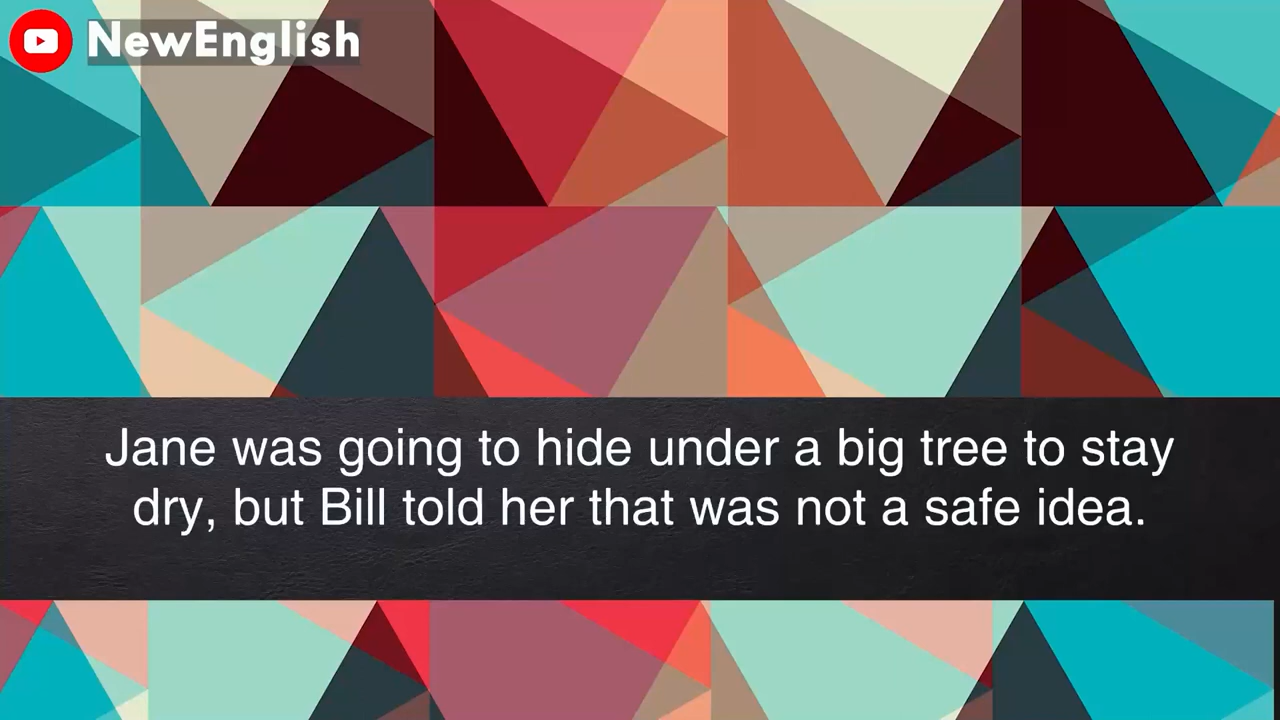 NewEnglish
Jane was going to hide under a big tree to stay
dry, but Bill told her that was not a safe idea.